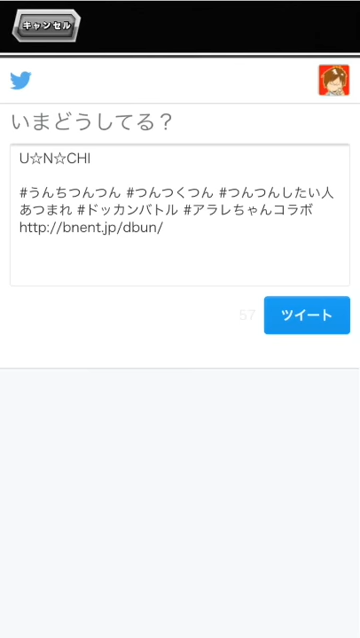 キャンセル
いまどうしてる？
U☆N☆CHI
#うんちつんつん #つんつくつん #つんつんしたい人
あつまれ #ドッカンバトル #アラレちゃんコラボ
http://bnent.jp/dbun/
57
ツイート